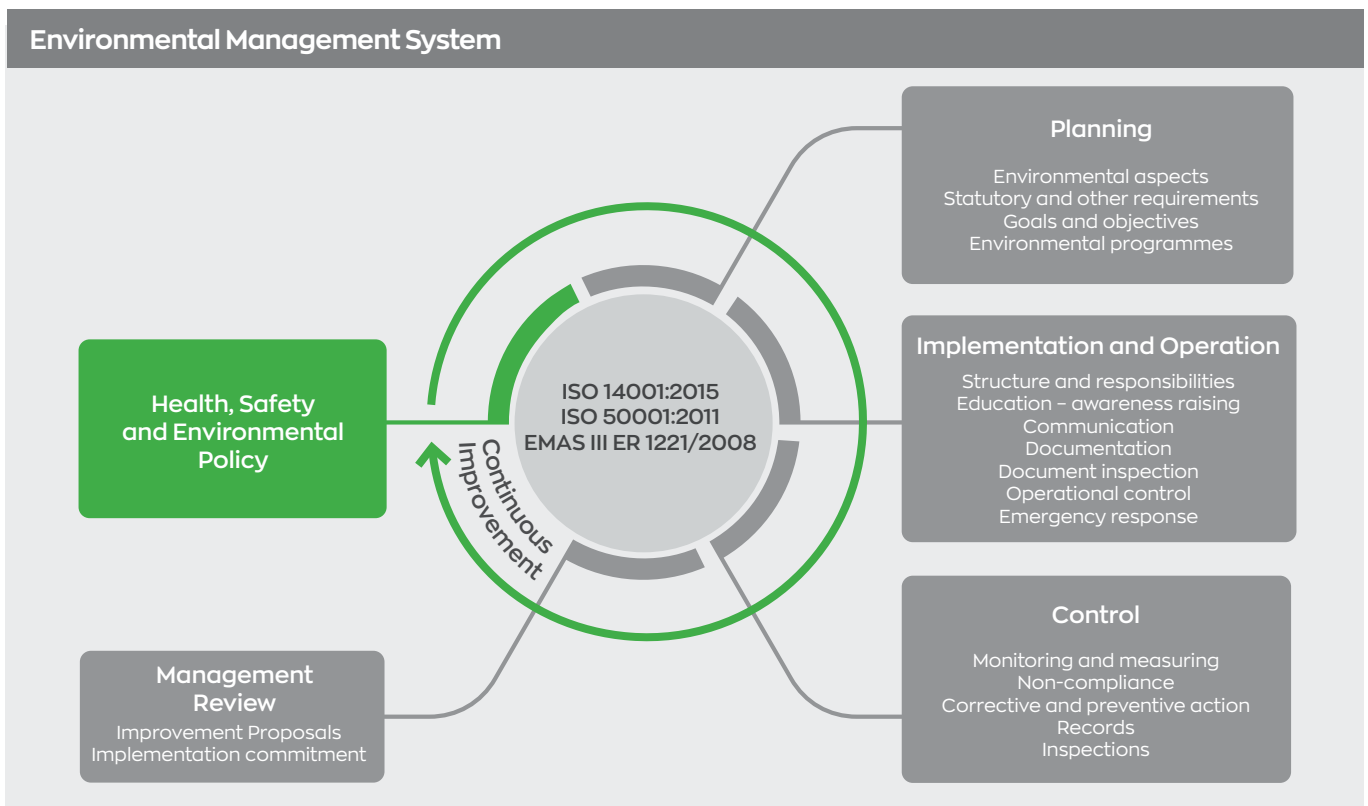 Environmental Management System
Planning
Environmental aspects
Statutory and other requirements
Goals and objectives
Environmental programmes
Implementation and Operation
Structure and responsibilities
Education – awareness raising
Communication
Documentation
Document inspection
Operational control
Emergency response
Control
Monitoring and measuring
Non-compliance
Corrective and preventive action
Records
Inspections
Management
Review
Improvement Proposals
Implementation commitment
Health, Safety
and Environmental
Policy
ISO 14001:2015
ISO 50001:2011
EMAS III ER 1221/2008
Continuous
Improvement